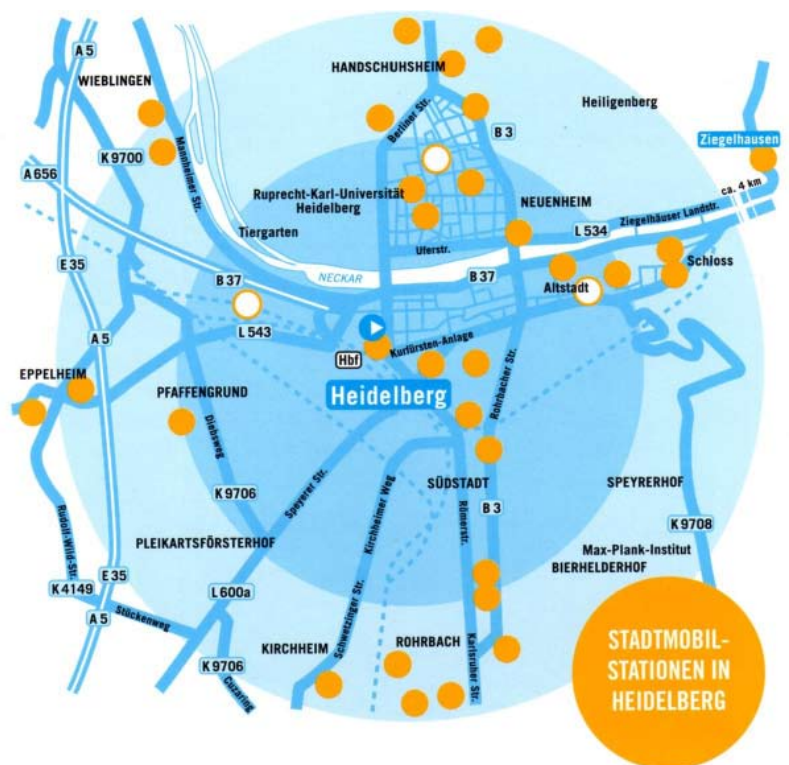 A 5
WIEBLINGEN
HANDSCHUHSHEIM
Heiligenberg
Berliner Str.
B 3
Ziegelhausen
K 9700
A 656
Mannheimer Str.
ca. 4 km
Ruprecht-Karl-Universität
Heidelberg
NEUENHEIM
Ziegelhäuser Landstr.
Tiergarten
L 534
Uferstr.
E 35
Schloss
B 37
NECKAR
B 37
Altstadt
L 543
A 5
Kurfürsten-Anlage
Hbf
EPPELHEIM
PFAFFENGRUND
Heidelberg
Rohrbacher Str.
Diebsweg
K 9706
Speyerer Str.
Kirchheimer Weg
SÜDSTADT
SPEYRERHOF
B 3
Römerstr.
K 9708
Rudolf-Wild-Str.
PLEIKARTSFÖRSTERHOF
Max-Plank-Institut
BIERHELDERHOF
E 35
K 4149
L 600a
A 5
Stückenweg
Schwetzinger Str.
KIRCHHEIM
ROHRBACH
Karlsruher Str.
K 9706
Cuzaring
STADTMOBIL-
STATIONEN IN
HEIDELBERG